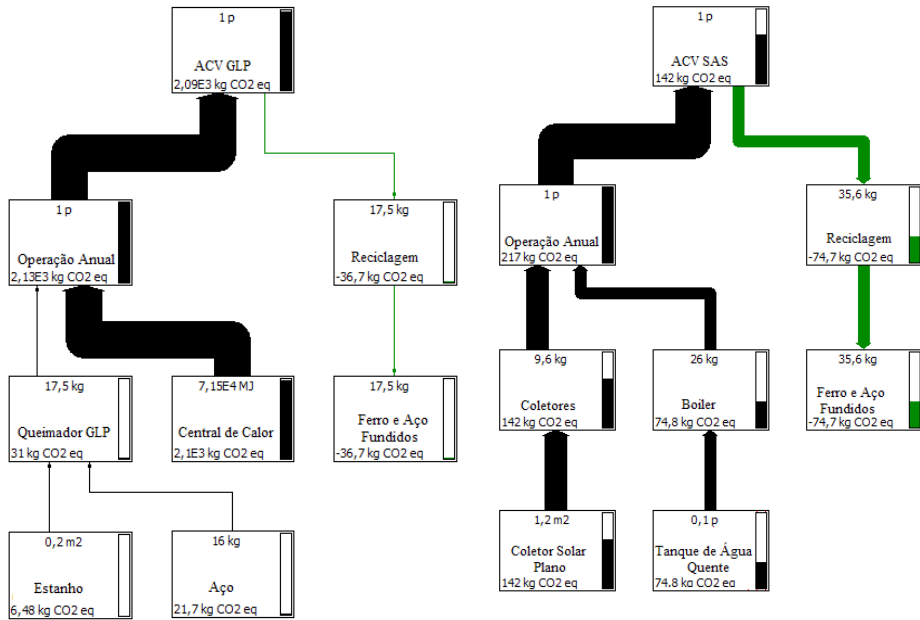 1 p
ACV GLP
2,09E3 kg CO2 eq
1 p
Operação Anual
2,13E3 kg CO2 eq
17,5 kg
Reciclagem
-36,7 kg CO2 eq
17,5 kg
Queimador GLP
31 kg CO2 eq
7,15E4 MJ
Central de Calor
2,1E3 kg CO2 eq
17,5 kg
Ferro e Aço
Fundidos
-36,7 kg CO2 eq
0,2 m2
Estanho
6,48 kg CO2 eq
16 kg
Aço
21,7 kg CO2 eq
1 p
ACV SAS
142 kg CO2 eq
1 p
Operação Anual
217 kg CO2 eq
35,6 kg
Reciclagem
-74,7 kg CO2 eq
9,6 kg
Coletores
142 kg CO2 eq
26 kg
Boiler
74,8 kg CO2 eq
35,6 kg
Ferro e Aço
Fundidos
-74,7 kg CO2 eq
1,2 m2
Coletor Solar
Plano
142 kg CO2 eq
0,1 p
Tanque de Água
Quente
74,8 kg CO2 eq